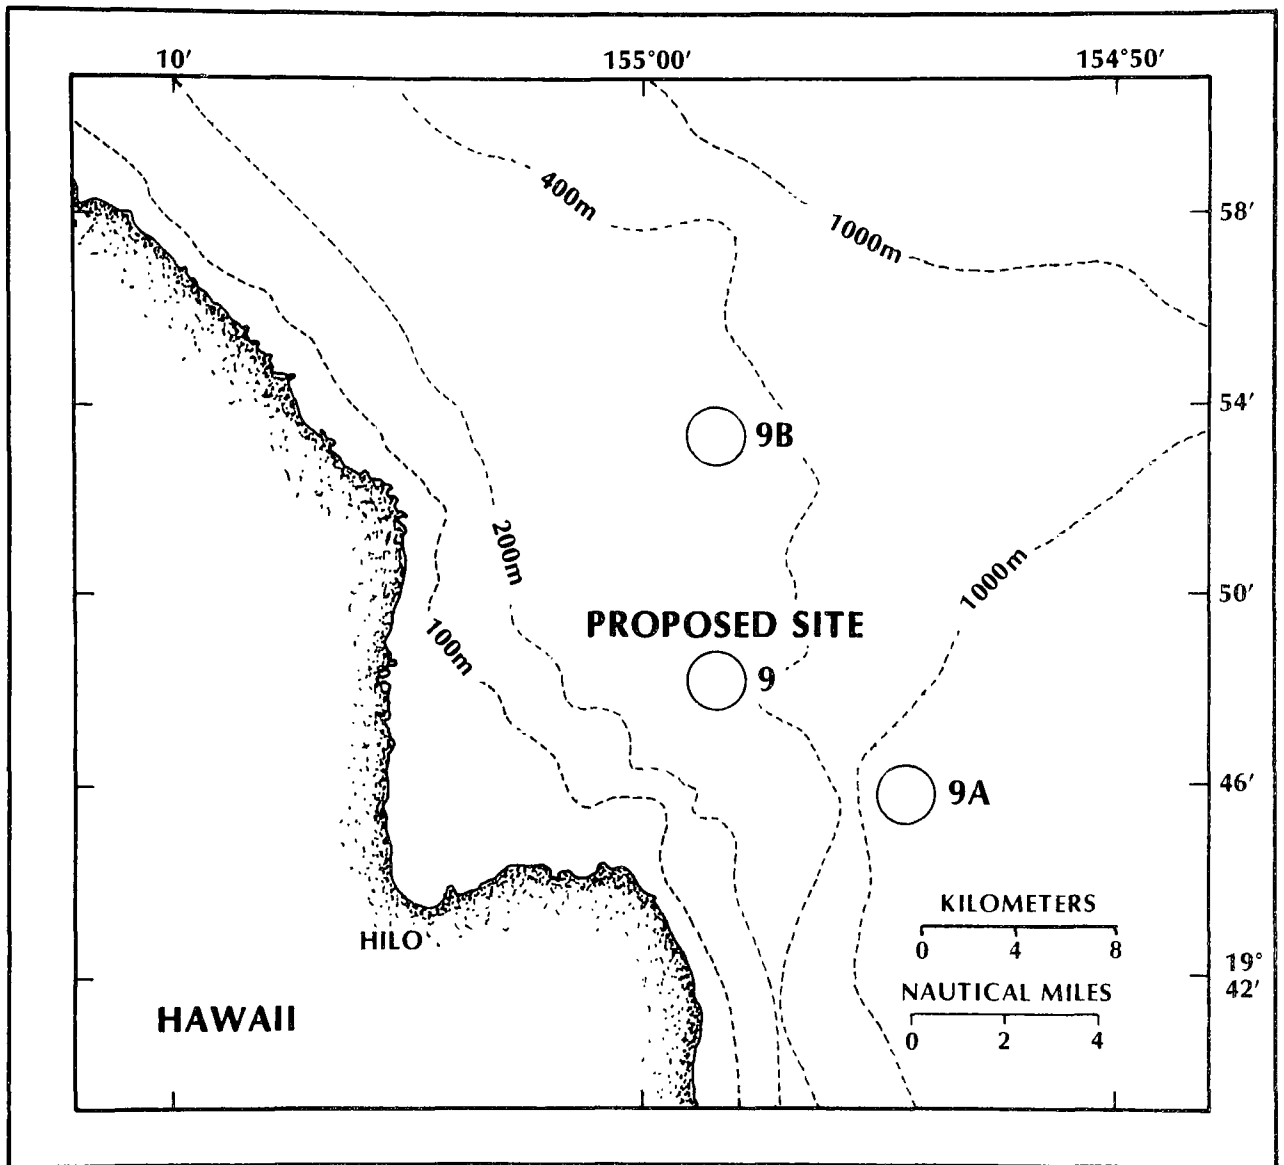 10′ 155°00′ 154°50′
400m
58′
1000m
54′
9B
200m
1000m
50′
PROPOSED SITE
100m
9
46′
9A
KILOMETERS
0 4 8
HILO
19°
42′
NAUTICAL MILES
0 2 4
HAWAII